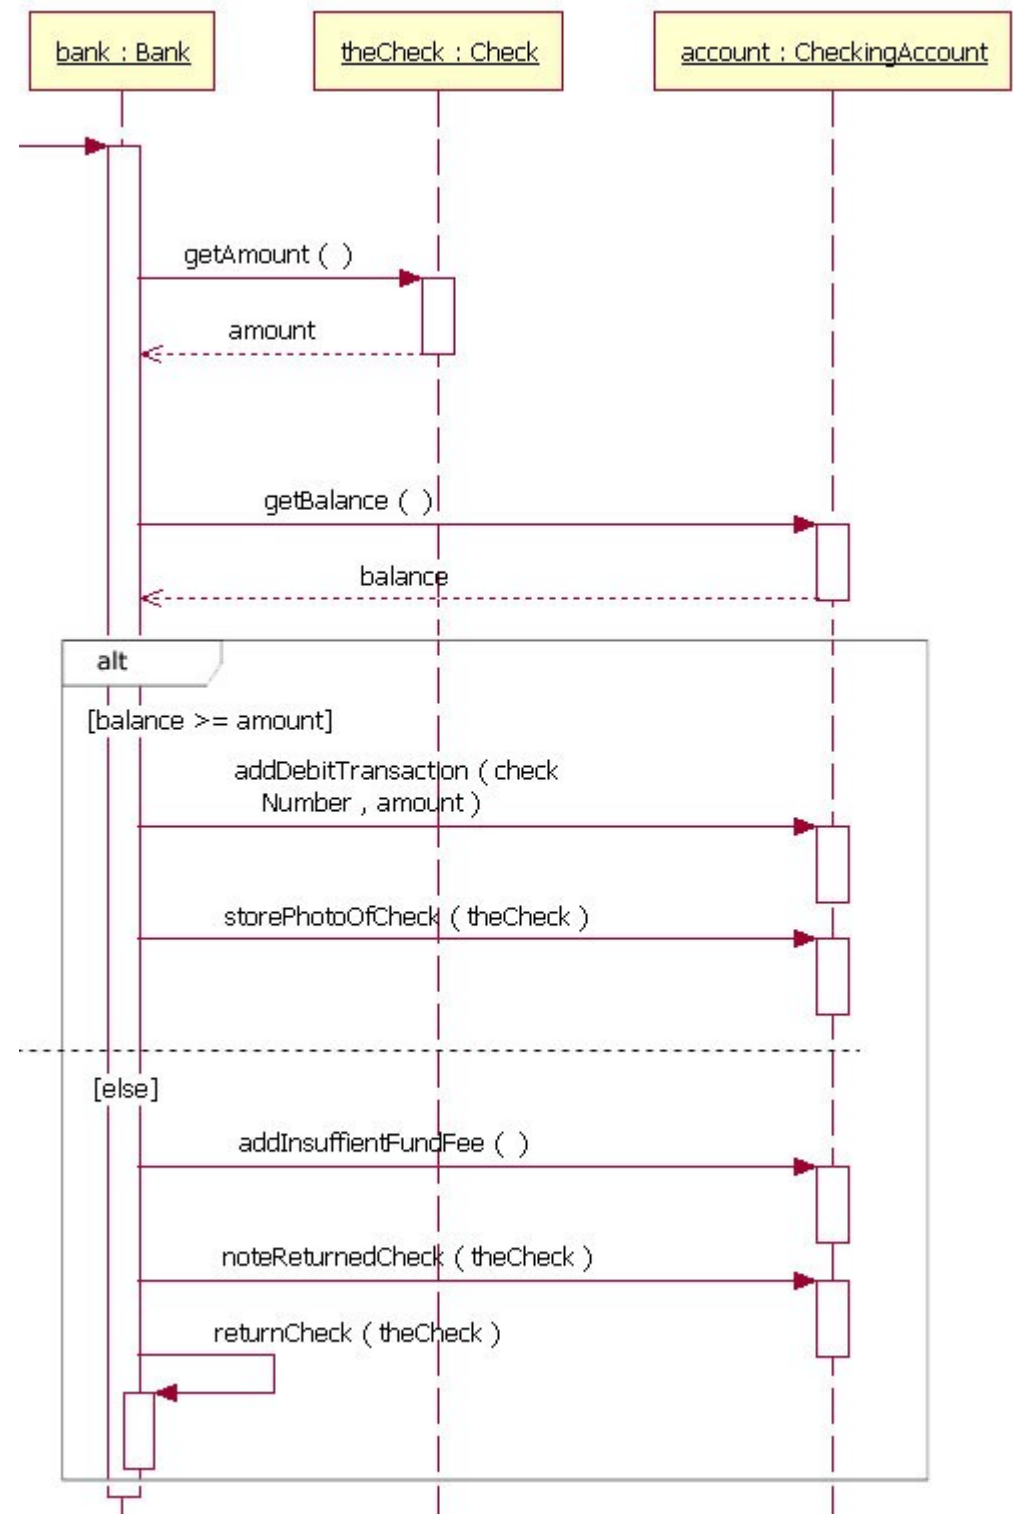 bank : Bank
theCheck : Check
account : CheckingAccount
getAmount ( )
amount
getBalance ( )
balance
alt
[balance >= amount]
addDebitTransaction ( check
Number , amount )
storePhotoOfCheck ( theCheck )
[else]
addInsuffientFundFee ( )
noteReturnedCheck ( theCheck )
returnCheck ( theCheck )